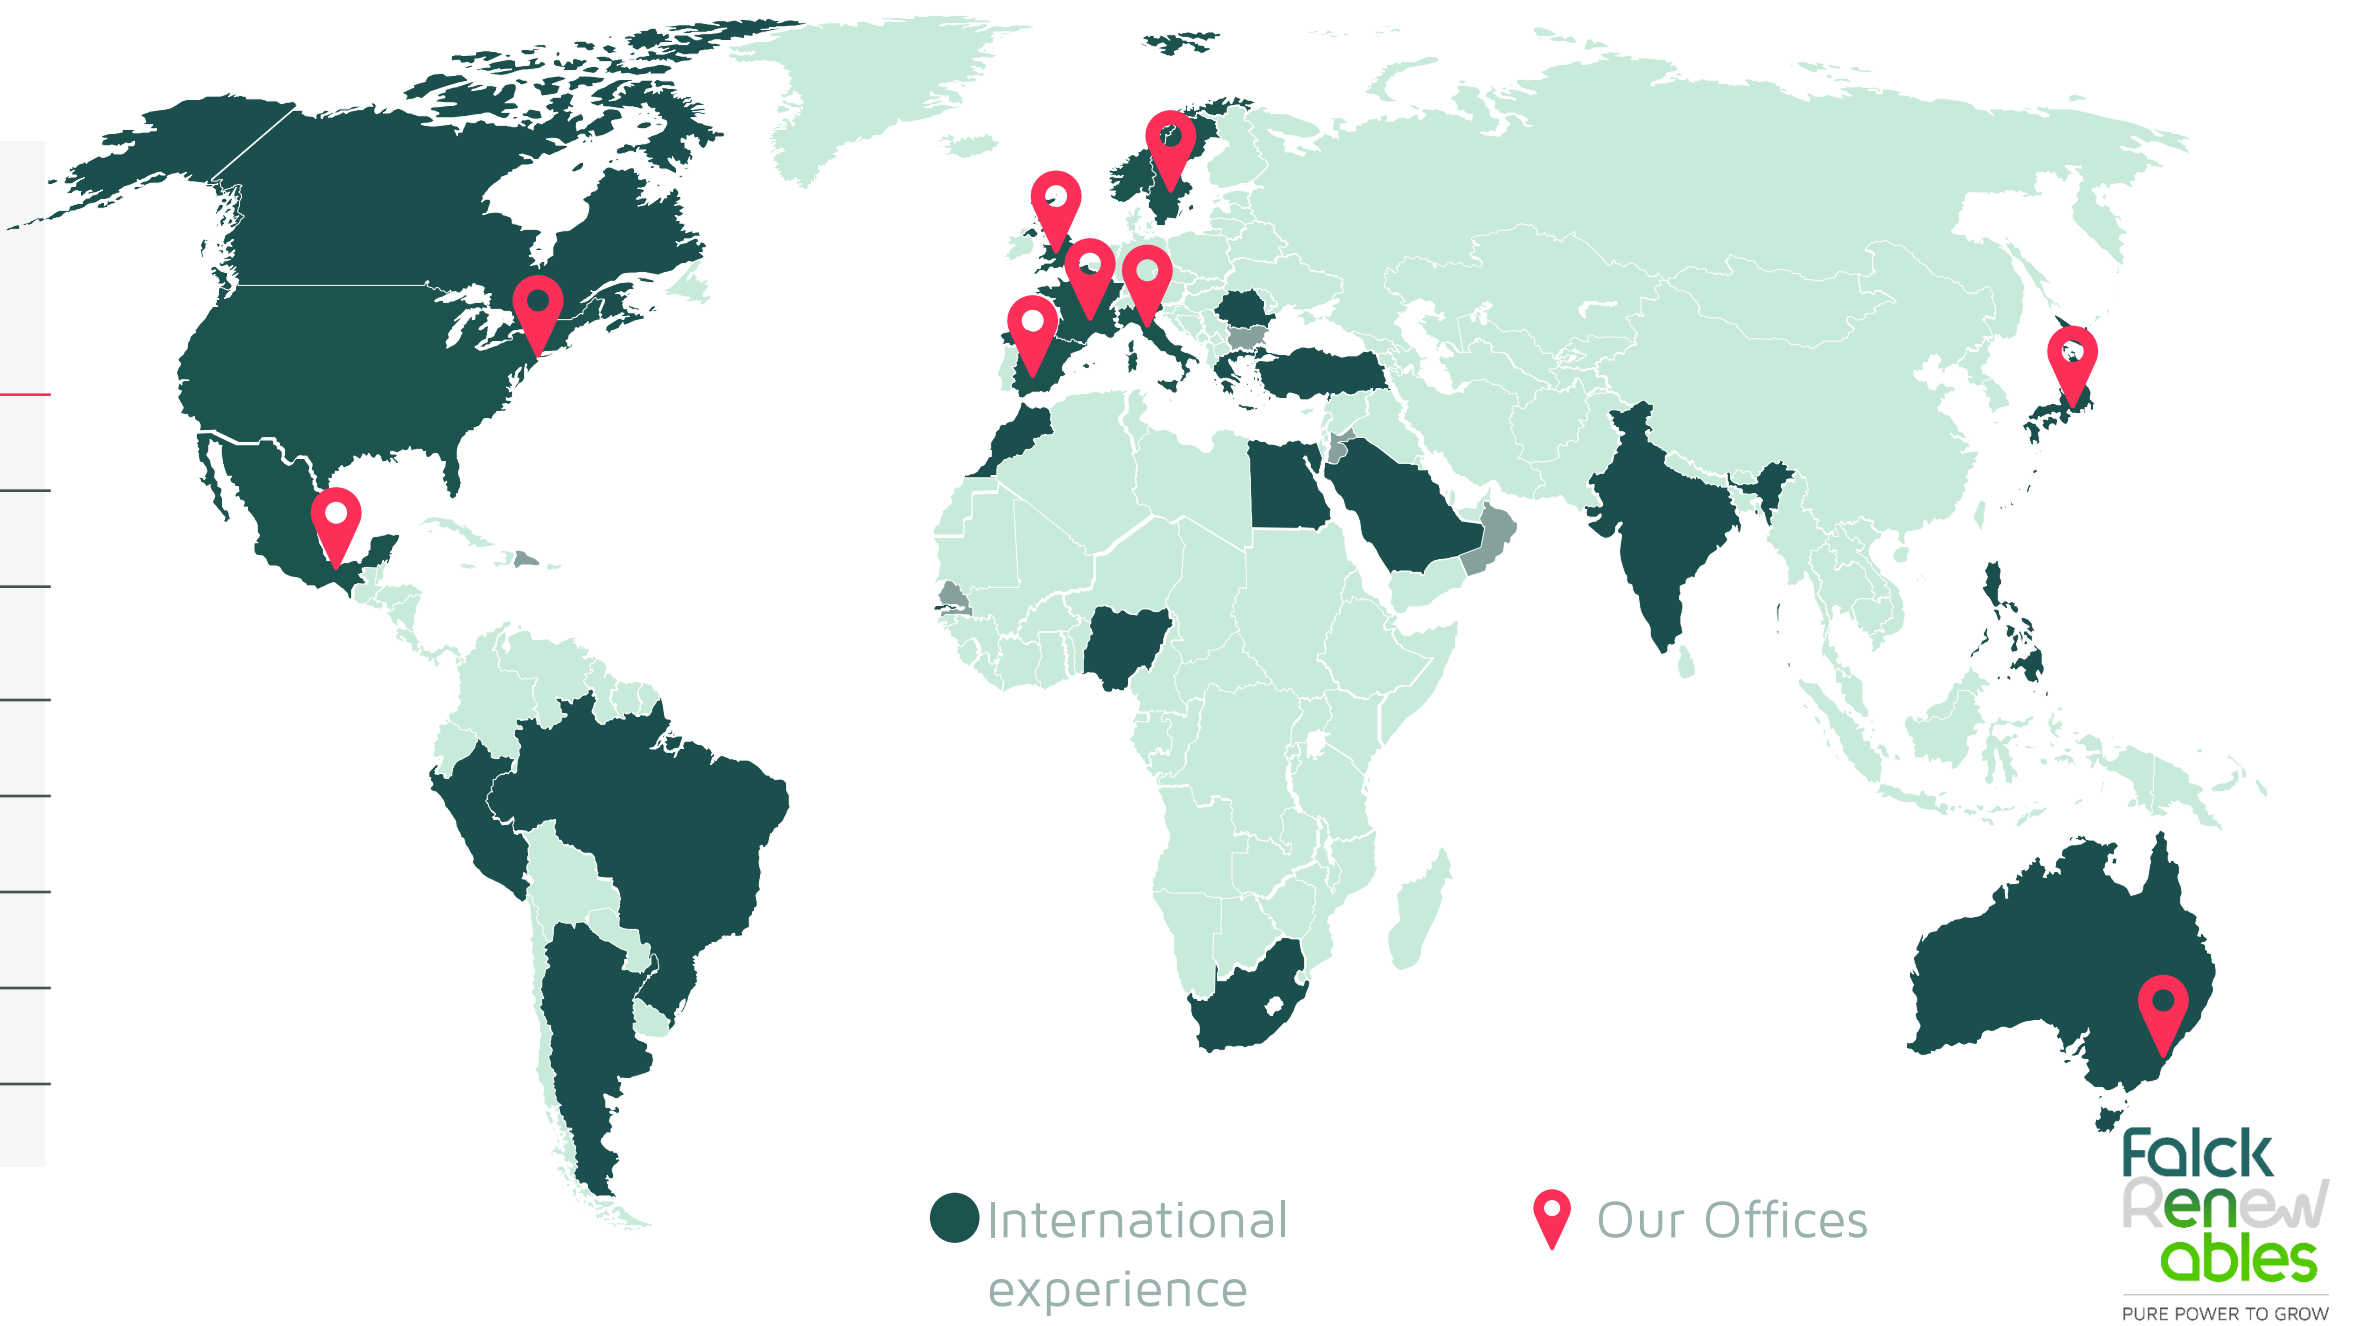 International
experience
Our Offices
Falck
Renew
ables
PURE POWER TO GROW